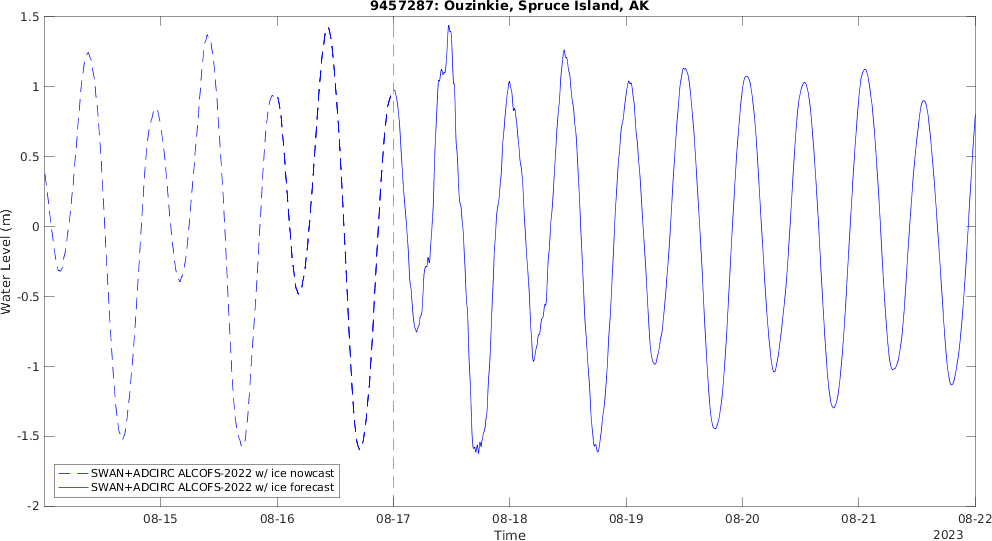 9457287: Ouzinkie, Spruce Island, AK
1.5
1
0.5
0
-0.5
-1
-1.5
-2
Water Level (m)
SWAN+ADCIRC ALCOFS-2022 w/ ice nowcast
SWAN+ADCIRC ALCOFS-2022 w/ ice forecast
08-15 08-16 08-17 08-18 08-19 08-20 08-21 08-22
Time
2023